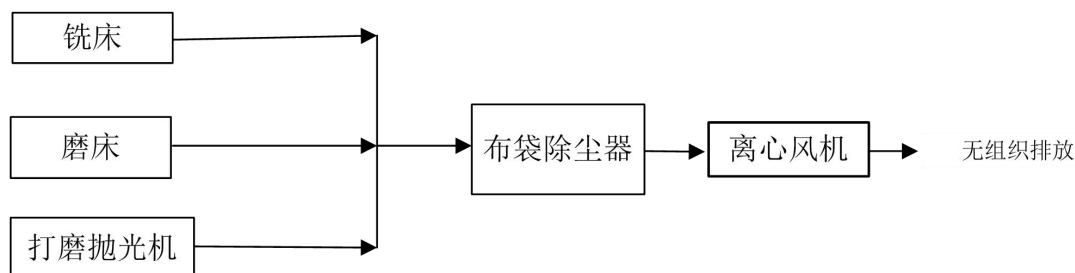 铣床
磨床
布袋除尘器
离心风机
无组织排放
打磨抛光机